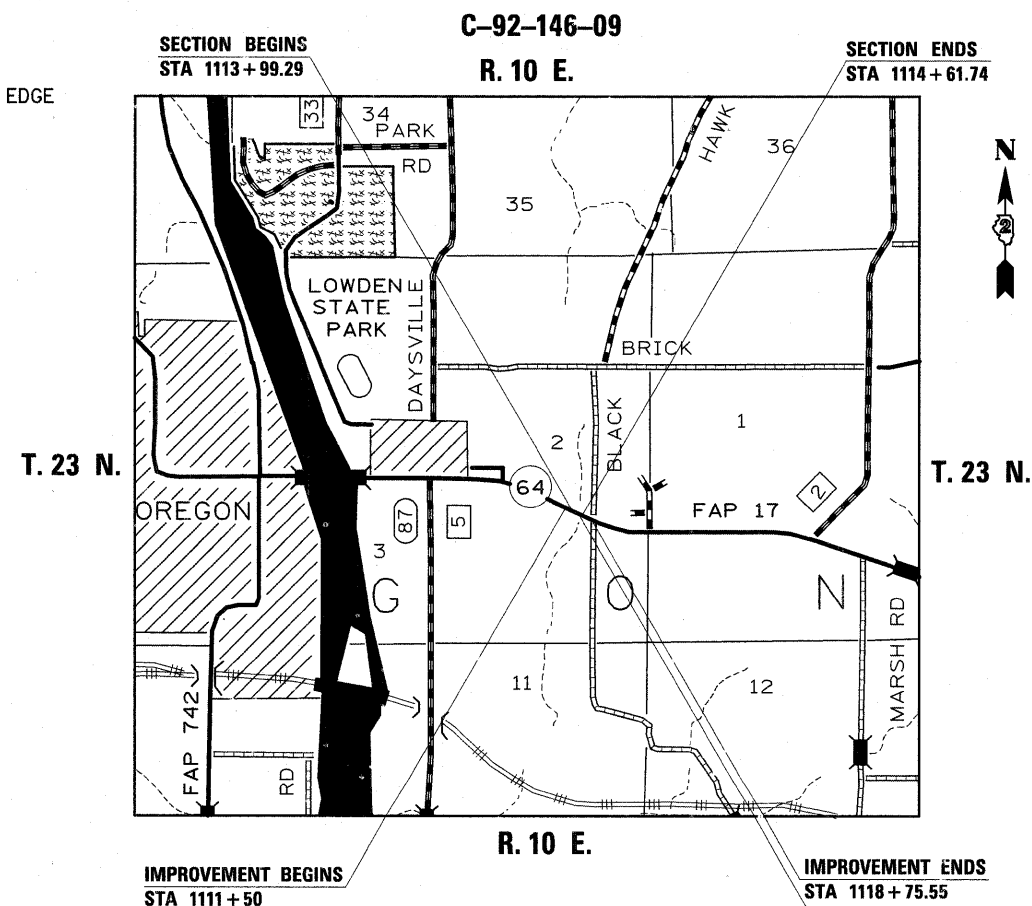 C–92–146–09
SECTION BEGINS
STA 1113+99.29
R. 10 E.
SECTION ENDS
STA 1114+61.74
EDGE
33
34
PARK
RD
HAWK
36
N
2
35
LOWDEN
STATE
PARK
DAYSVILLE
BRICK
BLACK
1
2
T. 23 N.
T. 23 N.
64
2
OREGON
FAP 17
87
5
3
G
O
N
MARSH RD
11
12
FAP 742
RD
R. 10 E.
IMPROVEMENT BEGINS
STA 1111+50
IMPROVEMENT ENDS
STA 1118+75.55